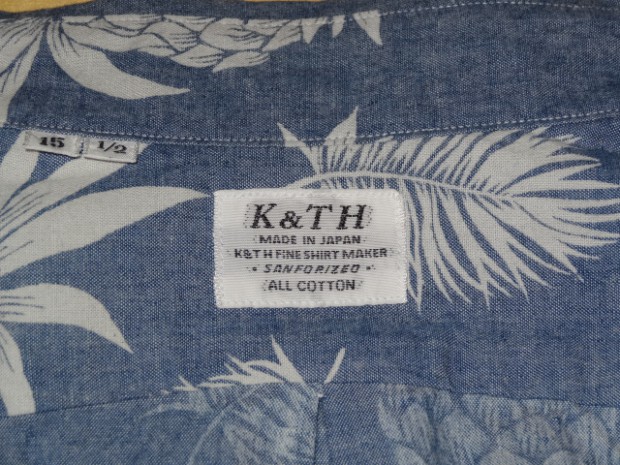 15 1/2
K&TH
MADE IN JAPAN
K&TH FINE SHIRT MAKER
• SANFORIZED •
ALL COTTON